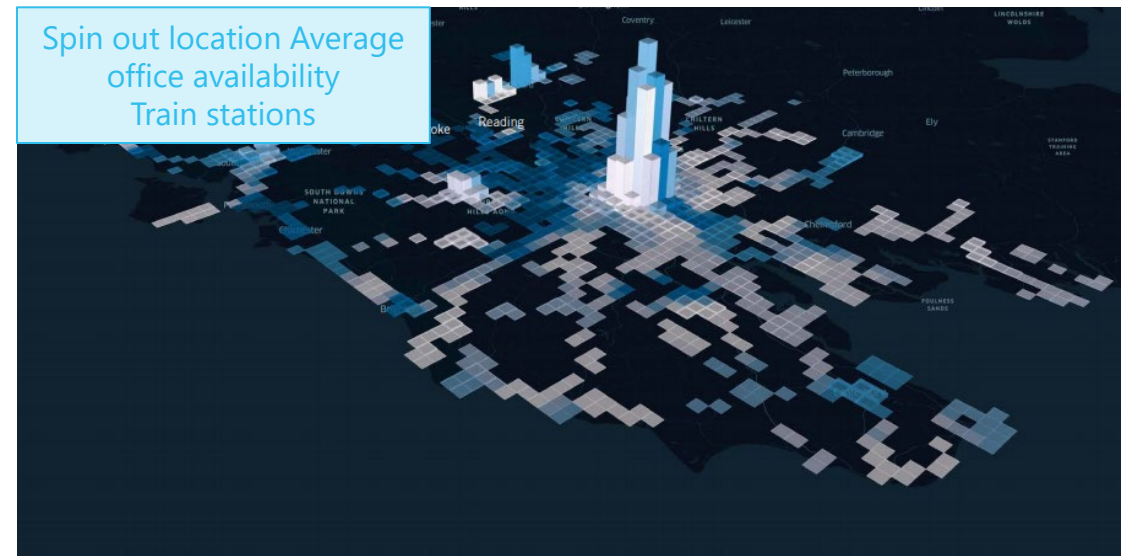 Spin out location Average
office availability
Train stations
Coventry
Leicester
LINCOLNSHIRE
WOLDS
Peterborough
Reading
oke
CHILTERN
HILLS
Ely
Cambridge
STANFORD
TRAINING
AREA
SOUTH DOWNS
NATIONAL
PARK
Chelmsford
FOULNESS
SANDS